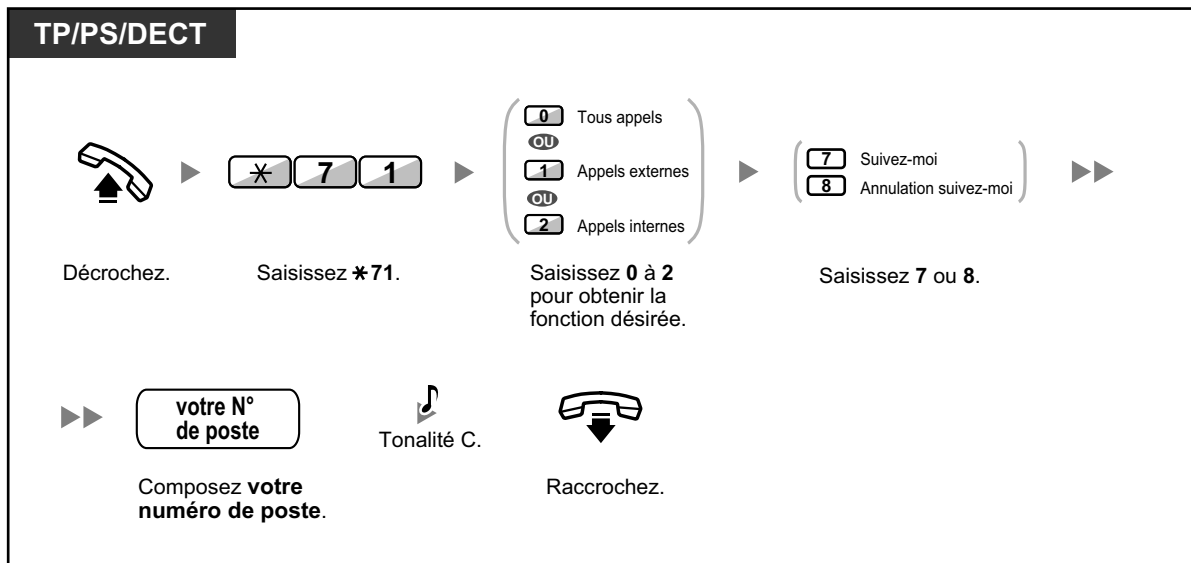 TP/PS/DECT
0 Tous appels
OU
1 Appels externes
OU
2 Appels internes
7 Suivez-moi
8 Annulation suivez-moi
* 7 1
Décrochez.
Saisissez *71.
Saisissez 0 à 2
pour obtenir la
fonction désirée.
Saisissez 7 ou 8.
votre N°
de poste
Tonalité C.
Composez votre
numéro de poste.
Raccrochez.